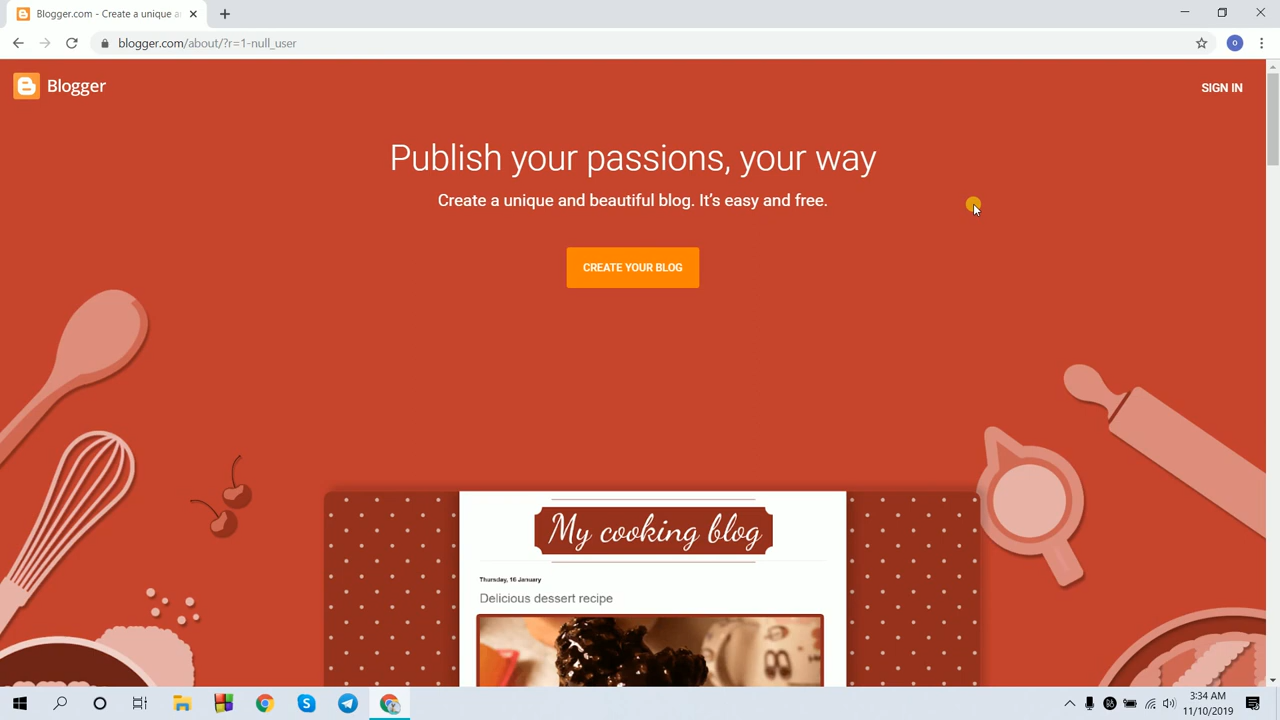 Blogger.com - Create a unique a
blogger.com/about/?r=1-null_user
o
Blogger
SIGN IN
Publish your passions, your way
Create a unique and beautiful blog. It's easy and free.
CREATE YOUR BLOG
My cooking blog
Thursday, 16 January
Delicious dessert recipe
3:34 AM
11/10/2019